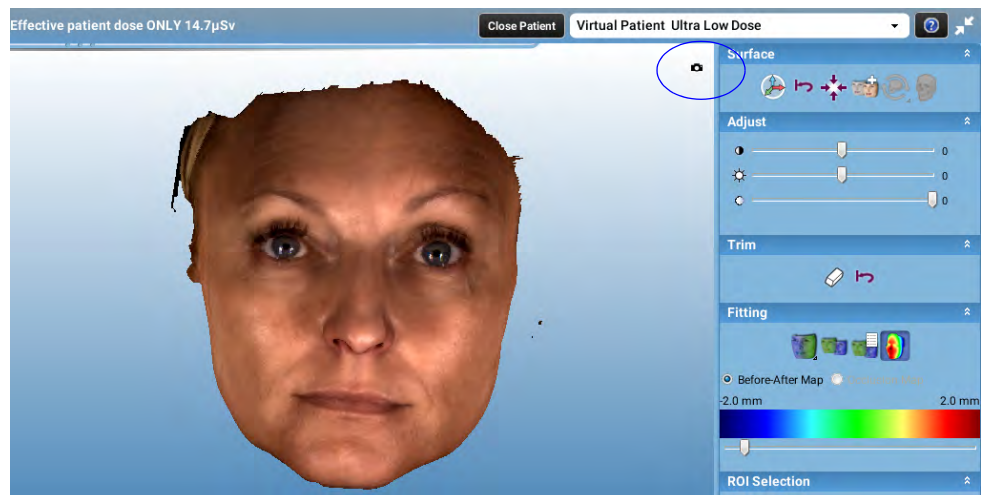 Effective patient dose ONLY 14.7µSv
Close Patient
Virtual Patient Ultra Low Dose
?
Surface
Adjust
0
0
0
Trim
Fitting
Before-After Map
-2.0 mm 2.0 mm
ROI Selection